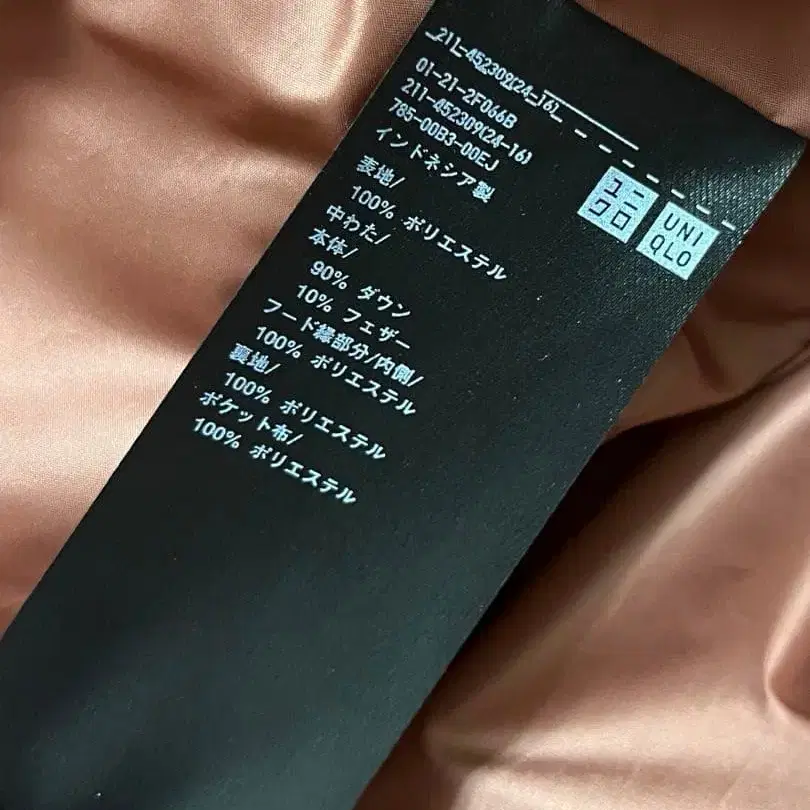 211-452309(24-16)
01-21-2F066B
211-452309(24-16)
785-00B3-00EJ
インドネシア製
表地/
100% ポリエステル
中わた/
本体/
90% ダウン
10% フェザー
フード縁部分/内側/
100% ポリエステル
裏地/
100% ポリエステル
ポケット布/
100% ポリエステル
ユニ
クロ
UNI
QLO